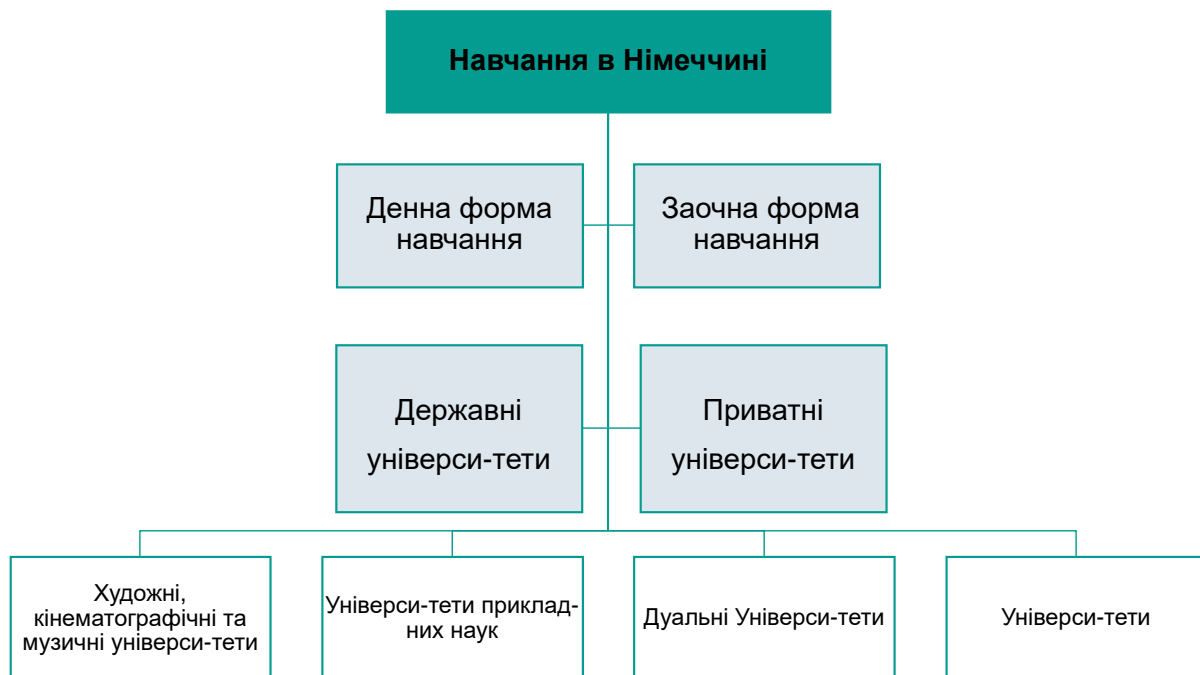 Навчання в Німеччині
Денна форма
навчання
Заочна форма
навчання
Державні
універси-тети
Приватні
універси-тети
Художні,
кінематографічні та
музичні універси-тети
Універси-тети приклад-
них наук
Дуальні Універси-тети
Універси-тети